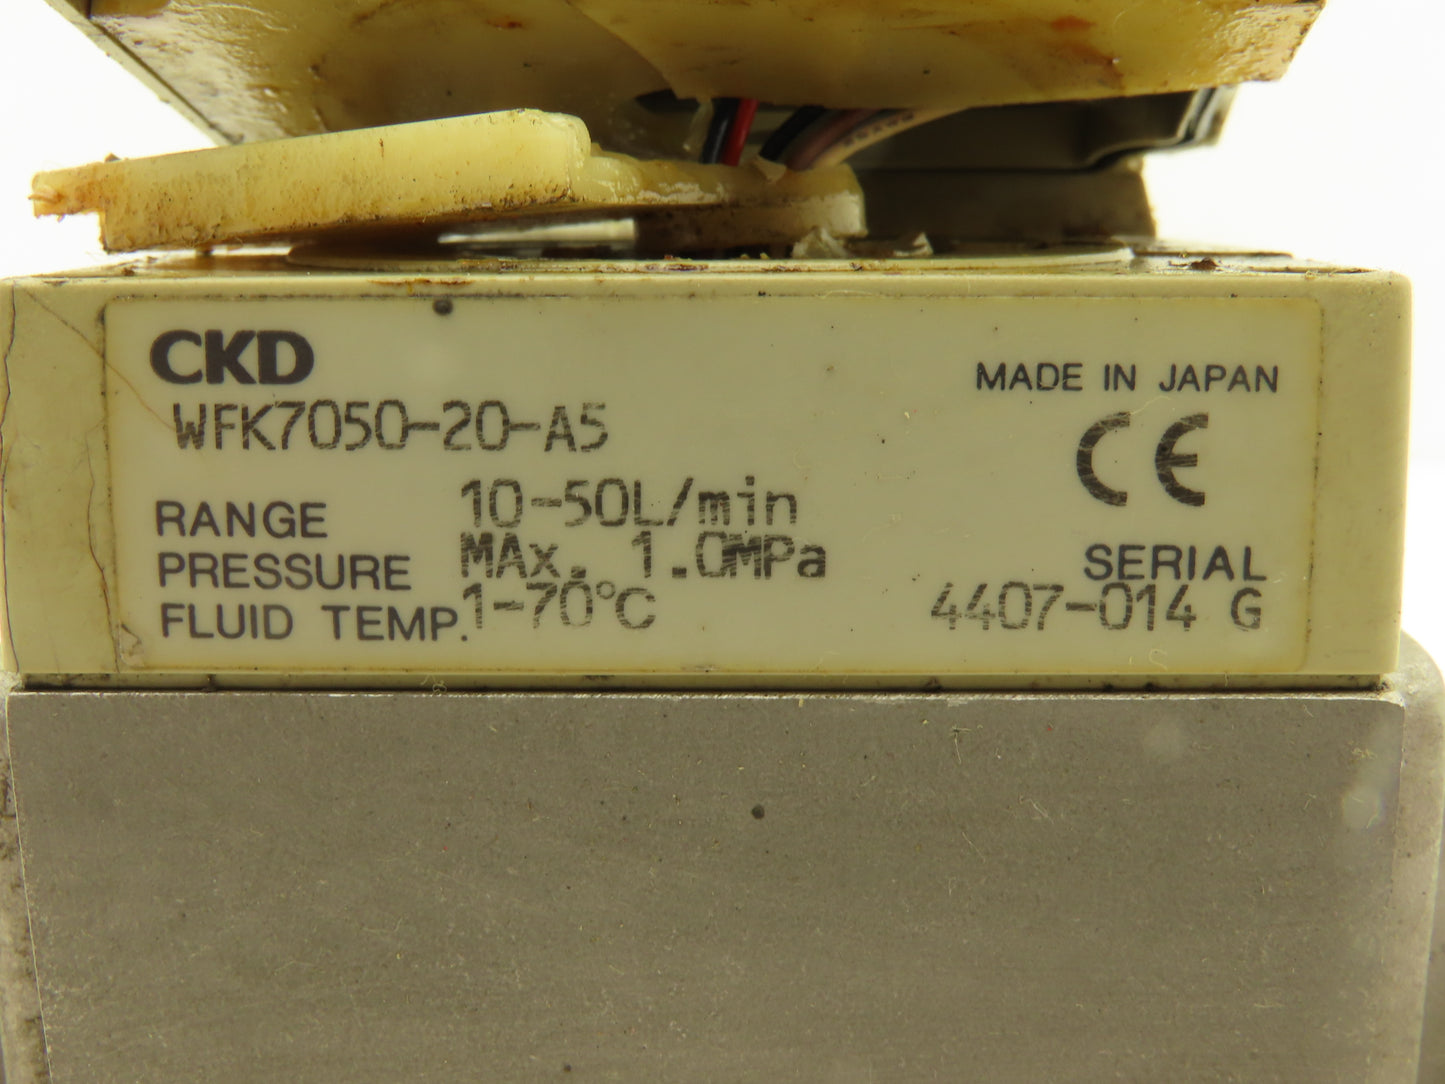 CKD
WFK7050-20-A5
MADE IN JAPAN
CE
RANGE 10-50L/min
PRESSURE MAx. 1.0MPa
FLUID TEMP. 1-70°C
SERIAL
4407-014 G